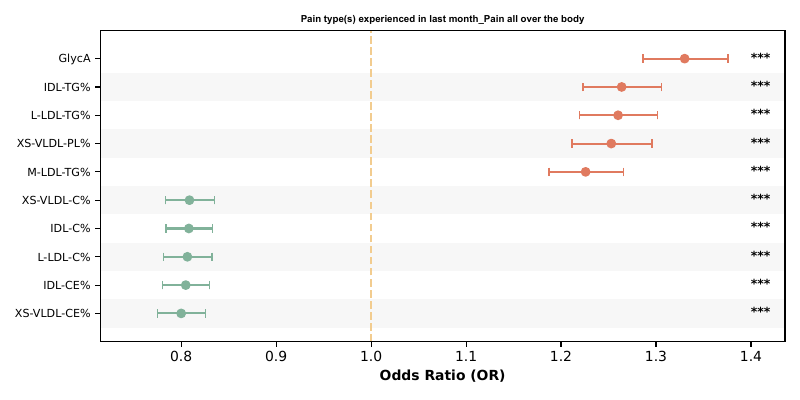 Pain type(s) experienced in last month_Pain all over the body
GlycA ***
IDL-TG% ***
L-LDL-TG% ***
XS-VLDL-PL% ***
M-LDL-TG% ***
XS-VLDL-C% ***
IDL-C% ***
L-LDL-C% ***
IDL-CE% ***
XS-VLDL-CE% ***
0.8 0.9 1.0 1.1 1.2 1.3 1.4
Odds Ratio (OR)